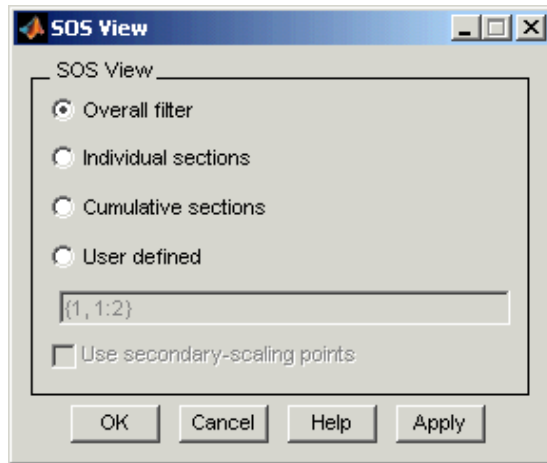 SOS View
SOS View
Overall filter
Individual sections
Cumulative sections
User defined
{1, 1:2}
Use secondary-scaling points
OK Cancel Help Apply